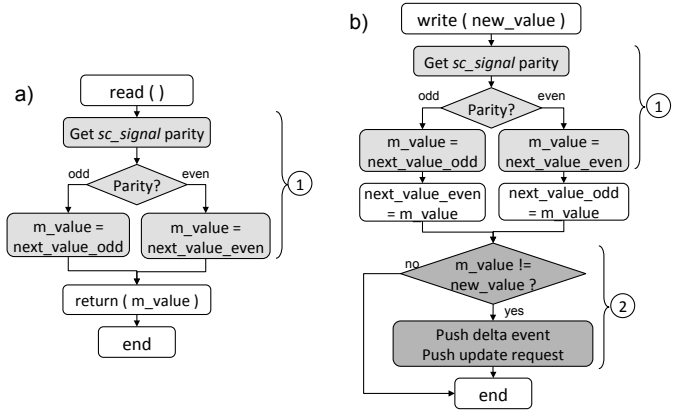 a)
read ( )
Get sc_signal parity
odd
Parity?
even
m_value =
next_value_odd
m_value =
next_value_even
1
return ( m_value )
end
b)
write ( new_value )
Get sc_signal parity
odd
even
Parity?
m_value =
next_value_odd
m_value =
next_value_even
1
next_value_even
= m_value
next_value_odd
= m_value
no
m_value !=
new_value ?
2
yes
Push delta event
Push update request
end